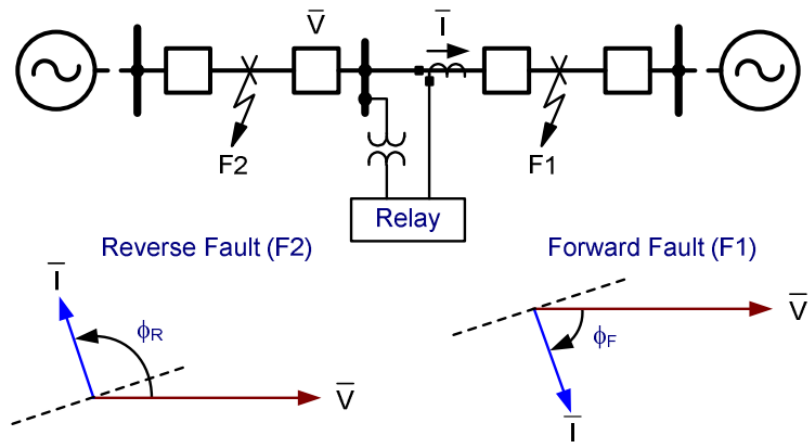 V̅ I̅
F2 F1
Relay
Reverse Fault (F2) Forward Fault (F1)
I̅
ϕR
V̅
V̅
ϕF
I̅